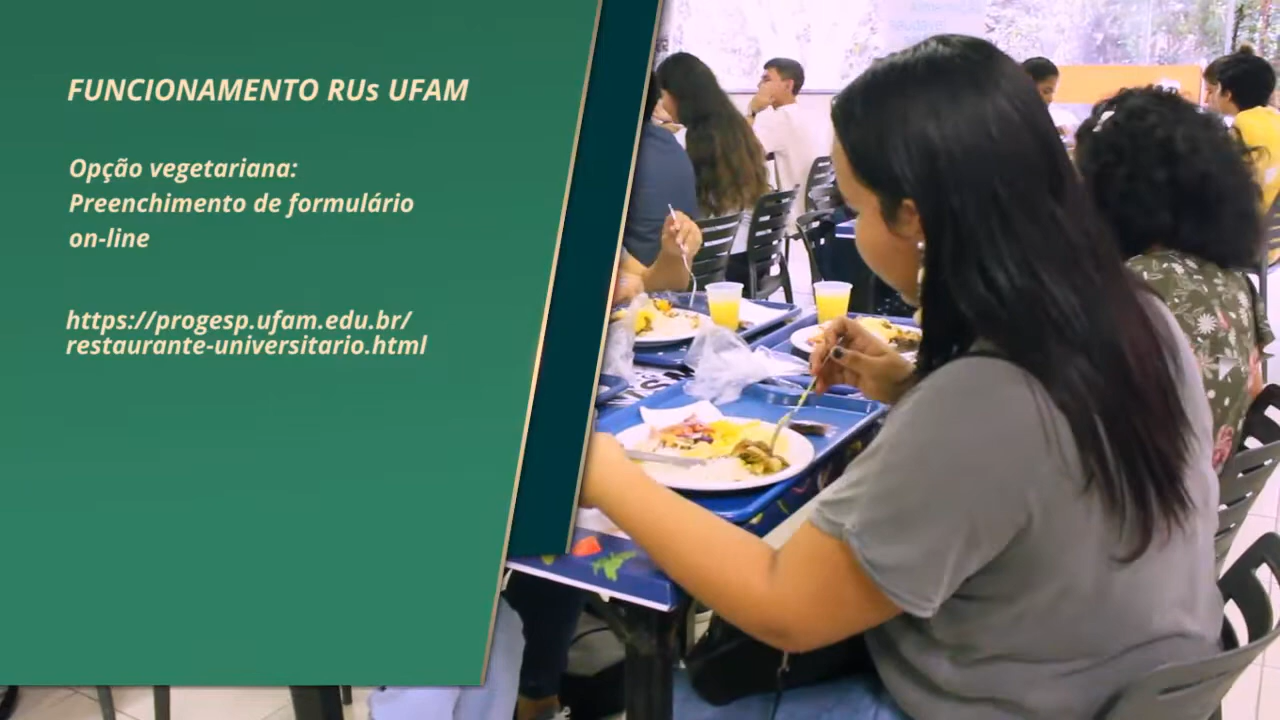 FUNCIONAMENTO RUs UFAM
Opção vegetariana:
Preenchimento de formulário
on-line
https://progesp.ufam.edu.br/
restaurante-universitario.html